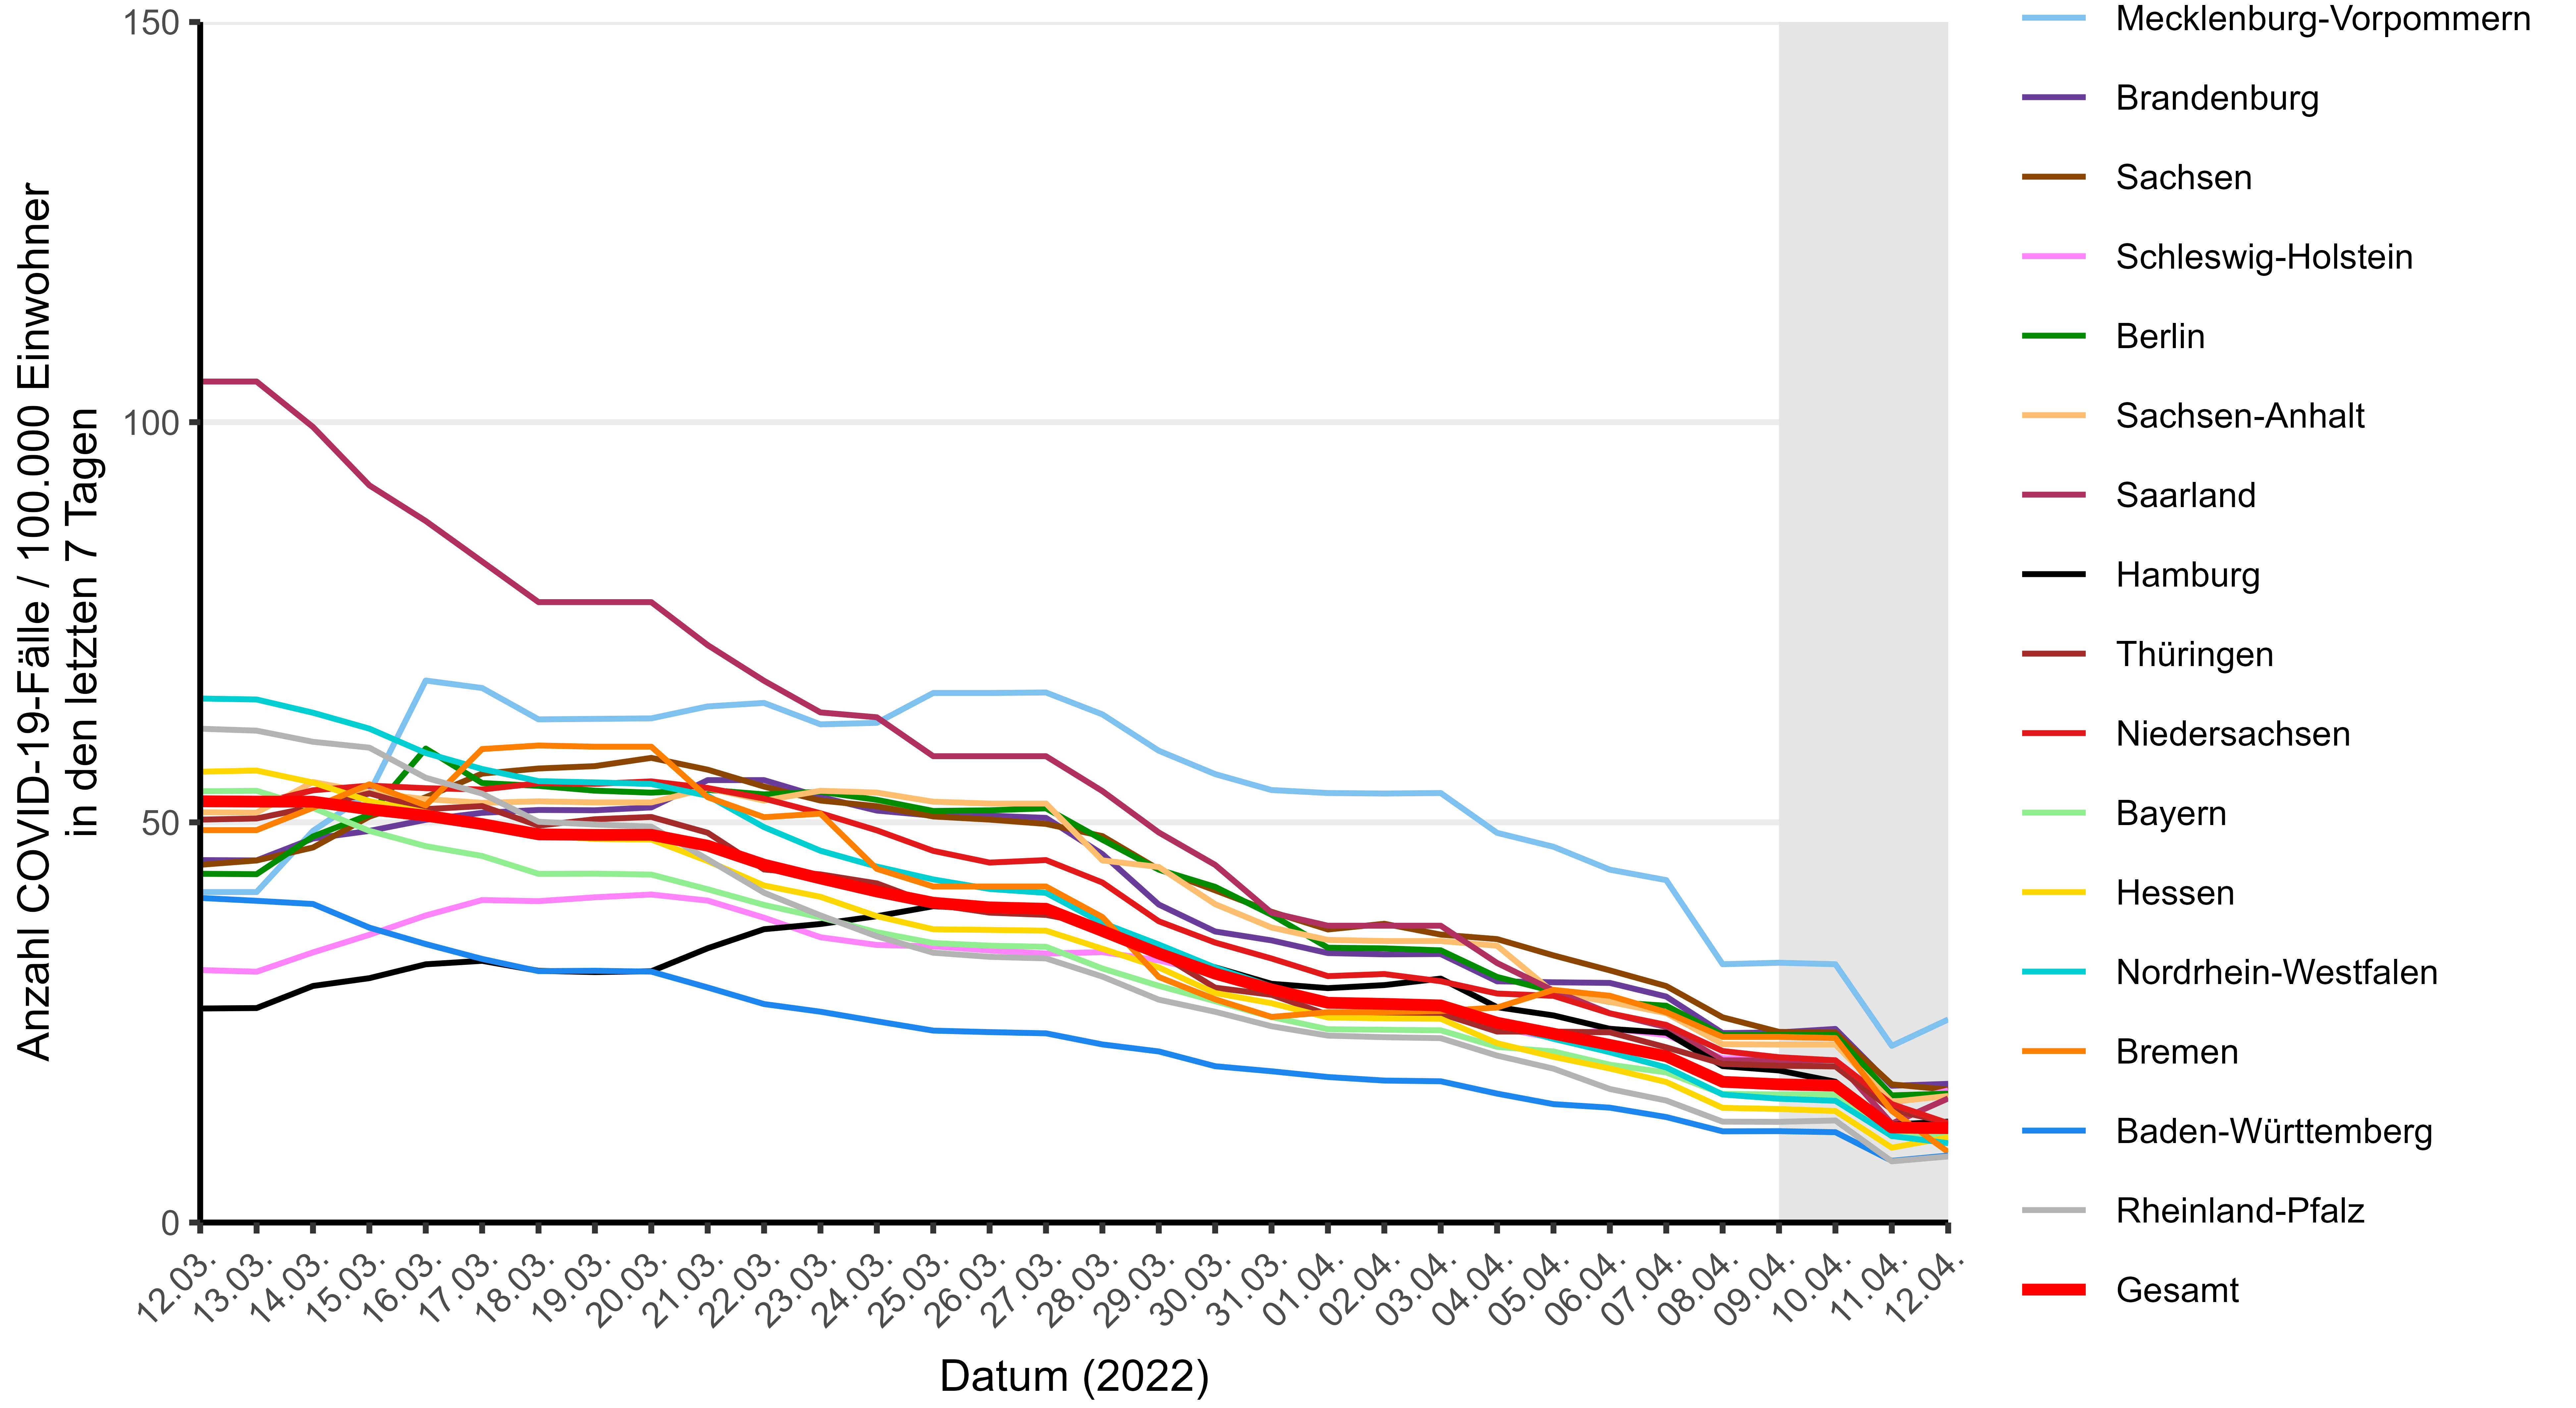 Anzahl COVID-19-Fälle / 100.000 Einwohner
in den letzten 7 Tagen
150
100
50
0
12.03.
13.03.
14.03.
15.03.
16.03.
17.03.
18.03.
19.03.
20.03.
21.03.
22.03.
23.03.
24.03.
25.03.
26.03.
27.03.
28.03.
29.03.
30.03.
31.03.
01.04.
02.04.
03.04.
04.04.
05.04.
06.04.
07.04.
08.04.
09.04.
10.04.
11.04.
12.04.
Datum (2022)
Mecklenburg-Vorpommern
Brandenburg
Sachsen
Schleswig-Holstein
Berlin
Sachsen-Anhalt
Saarland
Hamburg
Thüringen
Niedersachsen
Bayern
Hessen
Nordrhein-Westfalen
Bremen
Baden-Württemberg
Rheinland-Pfalz
Gesamt